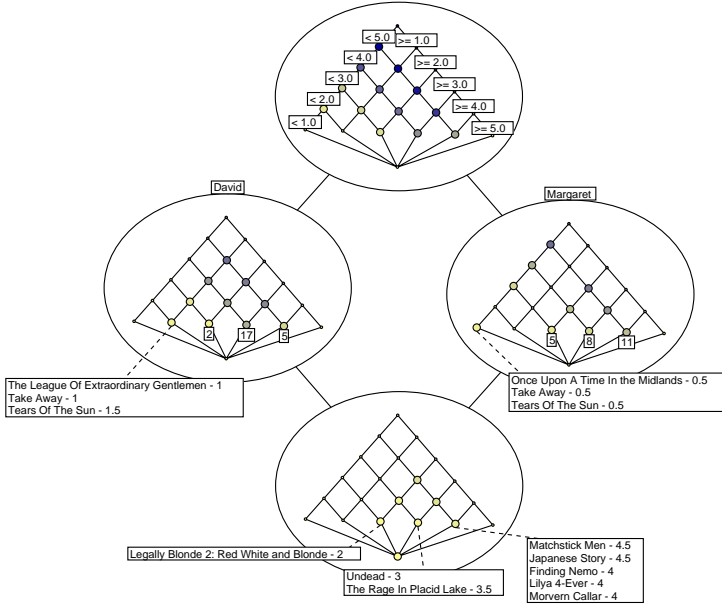 < 5.0
>= 1.0
< 4.0
>= 2.0
< 3.0
>= 3.0
< 2.0
>= 4.0
< 1.0
>= 5.0
David
Margaret
2
17
5
5
8
11
The League Of Extraordinary Gentlemen - 1
Take Away - 1
Tears Of The Sun - 1.5
Once Upon A Time In the Midlands - 0.5
Take Away - 0.5
Tears Of The Sun - 0.5
Legally Blonde 2: Red White and Blonde - 2
Undead - 3
The Rage In Placid Lake - 3.5
Matchstick Men - 4.5
Japanese Story - 4.5
Finding Nemo - 4
Lilya 4-Ever - 4
Morvern Callar - 4